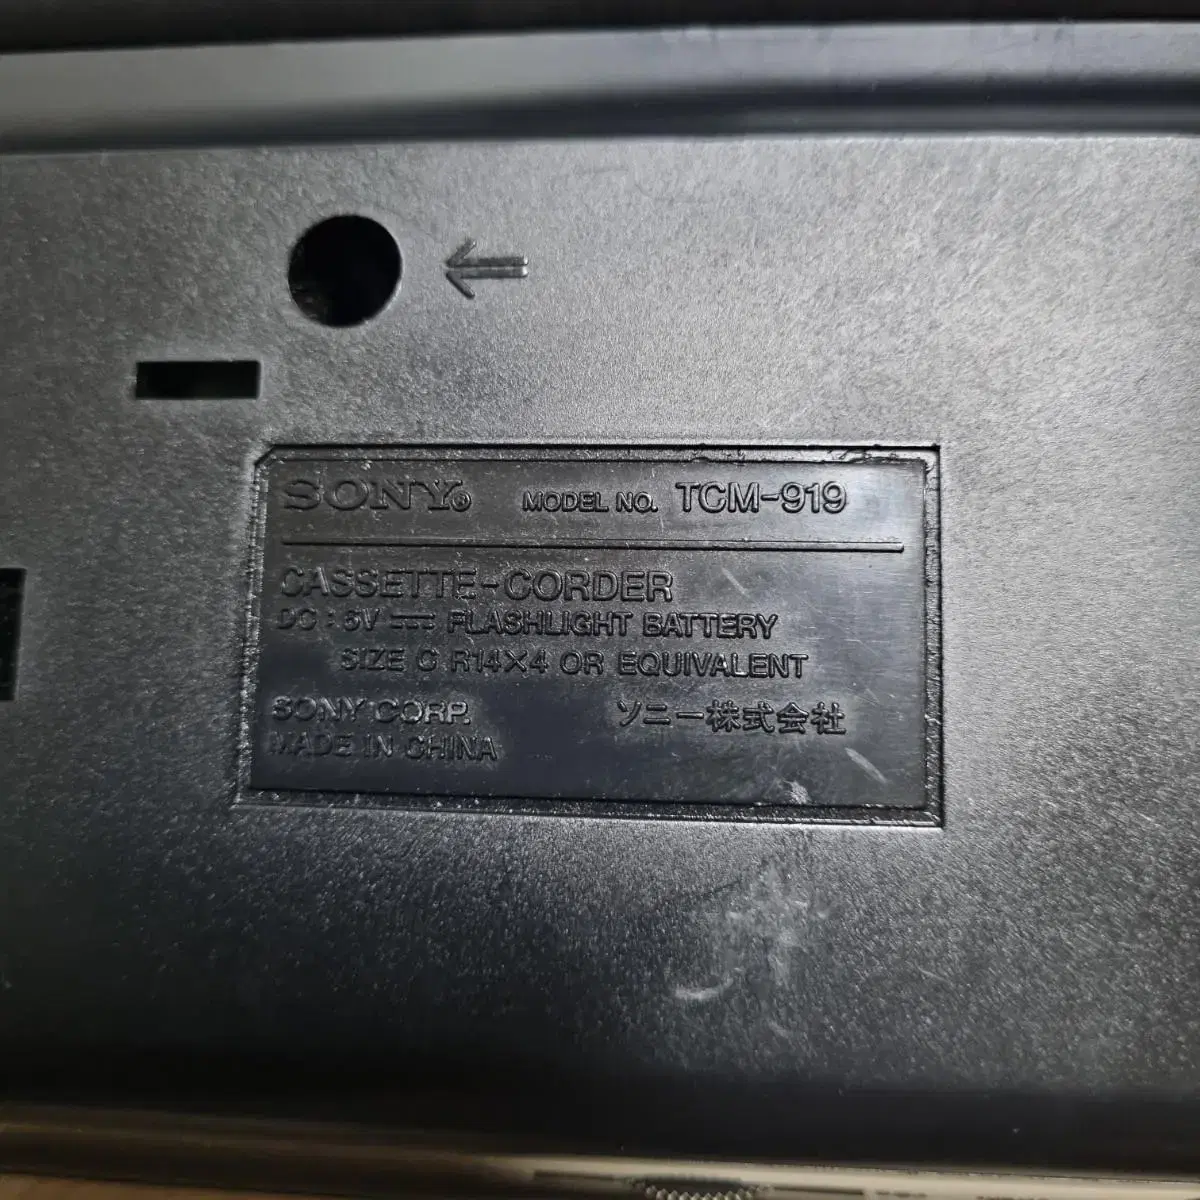 SONY® MODEL NO. TCM-919
CASSETTE-CORDER
DC : 6V ⎓ FLASHLIGHT BATTERY
SIZE C R14×4 OR EQUIVALENT
SONY CORP. ソニー株式会社
MADE IN CHINA